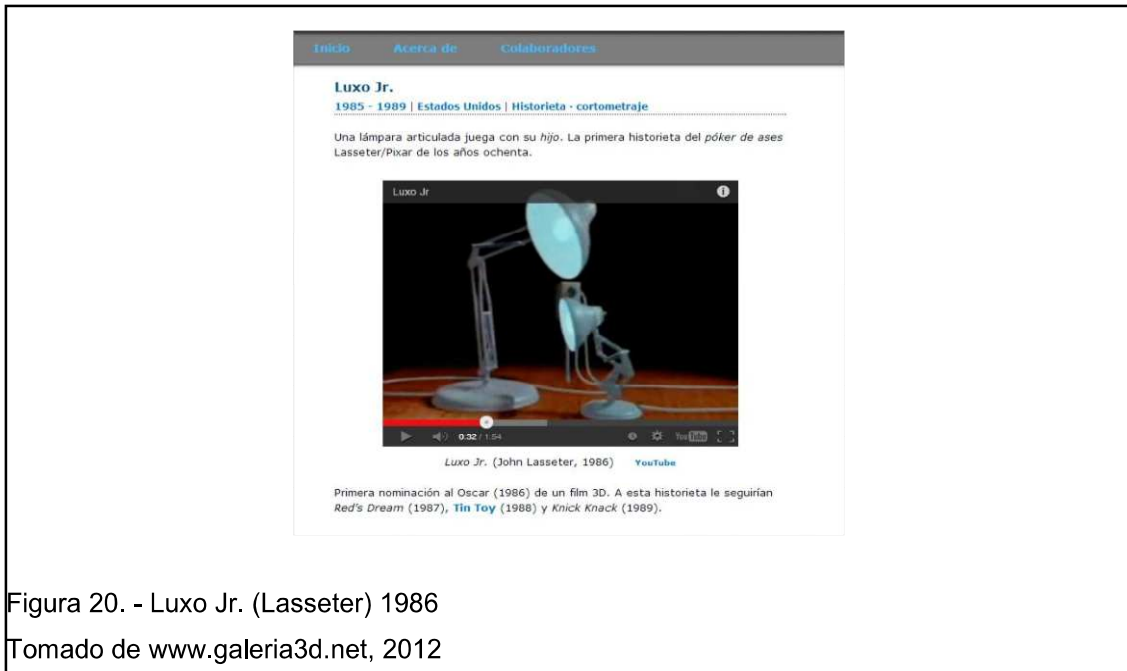 Inicio Acerca de Colaboradores
Luxo Jr.
1985 - 1989 | Estados Unidos | Historieta · cortometraje
Una lámpara articulada juega con su hijo. La primera historieta del póker de ases
Lasseter/Pixar de los años ochenta.
Luxo Jr
0:32 / 1:54 YouTube
Luxo Jr. (John Lasseter, 1986) YouTube
Primera nominación al Oscar (1986) de un film 3D. A esta historieta le seguirían
Red's Dream (1987), Tin Toy (1988) y Knick Knack (1989).
Figura 20. - Luxo Jr. (Lasseter) 1986
Tomado de www.galeria3d.net, 2012